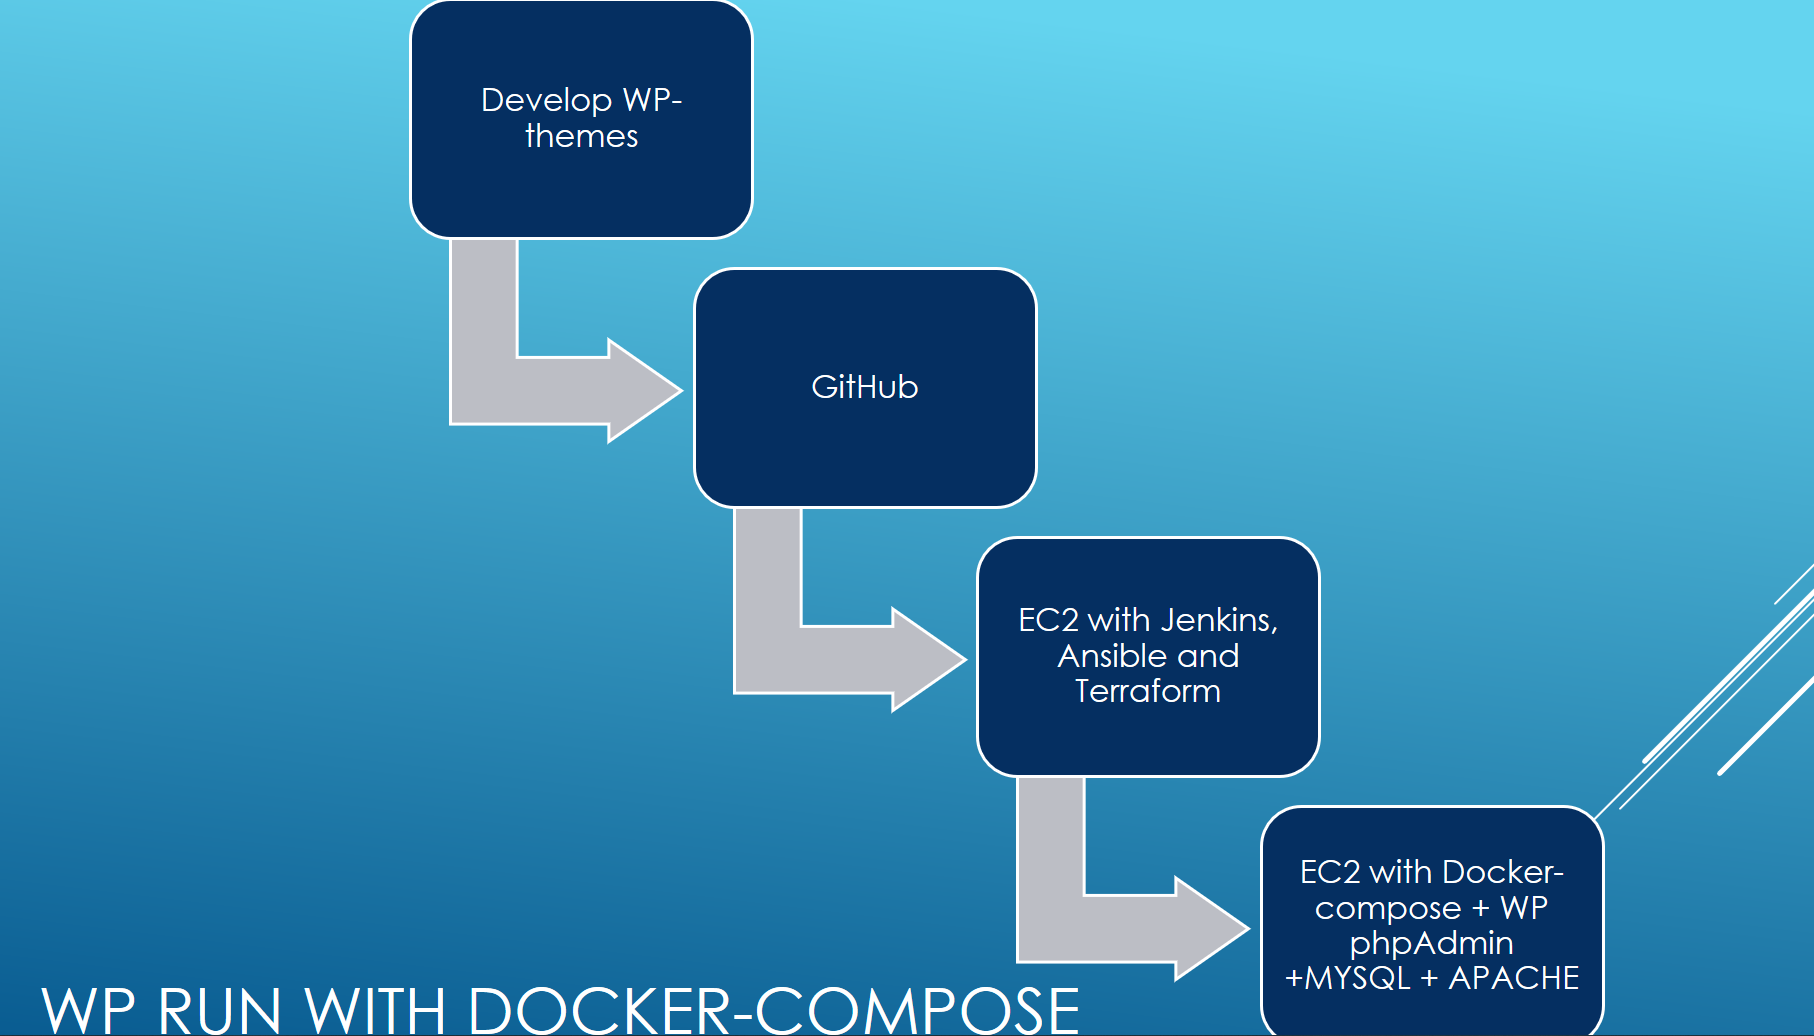 Develop WP-
themes
GitHub
EC2 with Jenkins,
Ansible and
Terraform
EC2 with Docker-
compose + WP
phpAdmin
+MYSQL + APACHE
WP RUN WITH DOCKER-COMPOSE